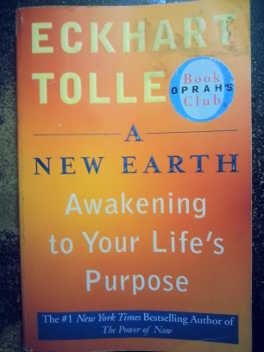 ECKHART
TOLLE
Book
OPRAH'S
Club
A
NEW EARTH
Awakening
to Your Life's
Purpose
The #1 New York Times Bestselling Author of
The Power of Now